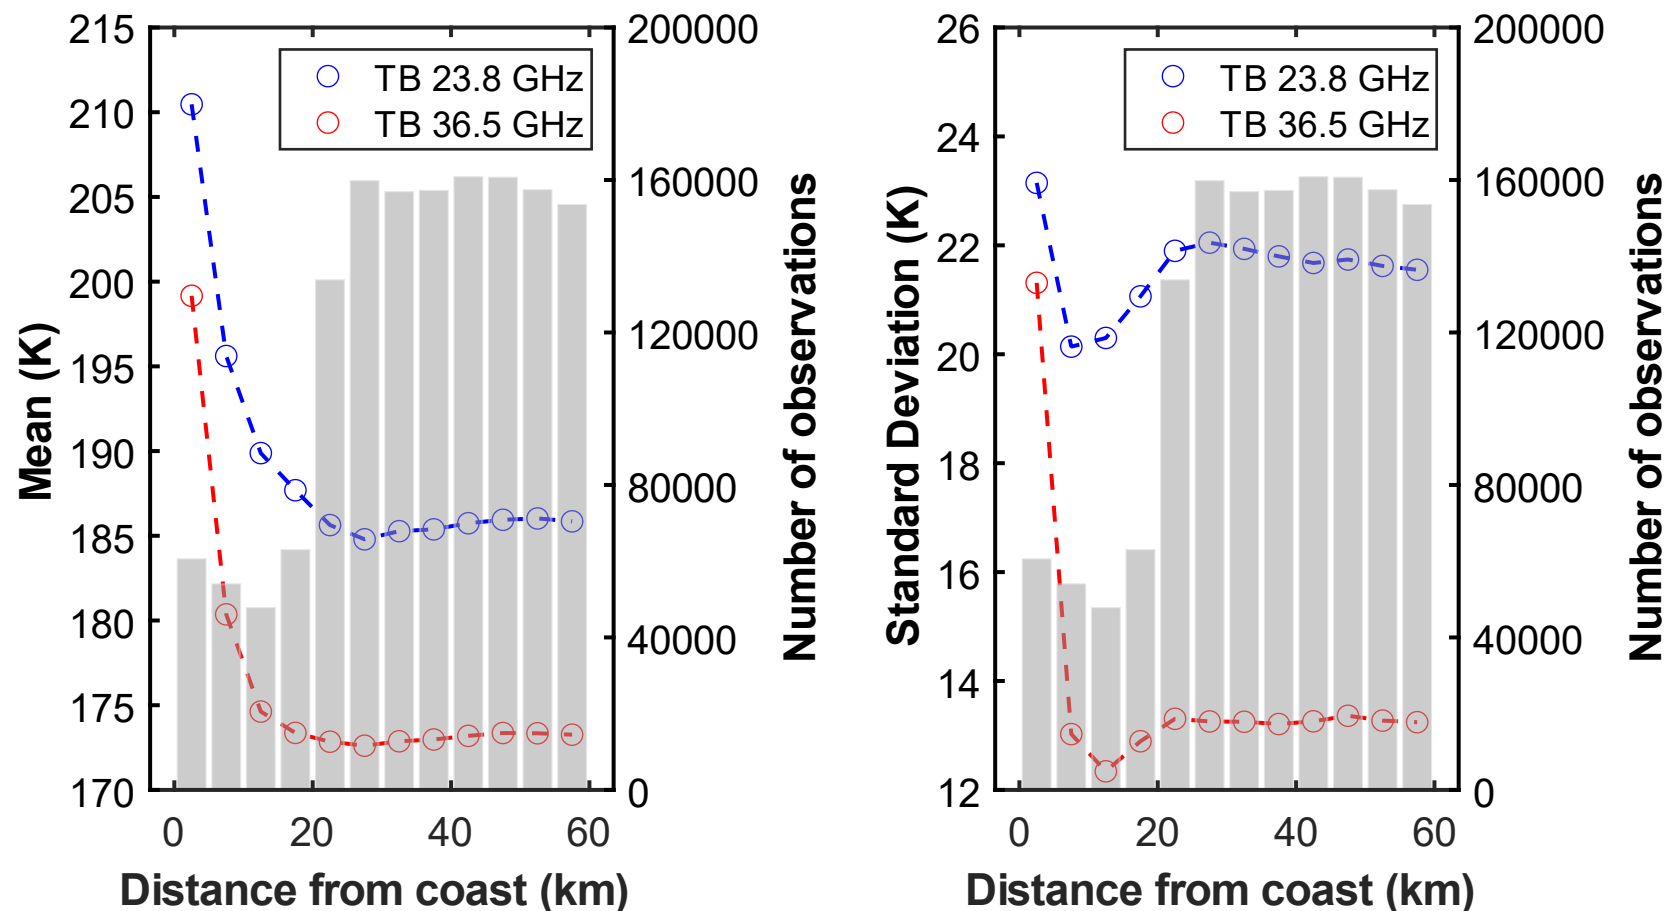 TB 23.8 GHz
TB 36.5 GHz
215
210
205
200
195
190
185
180
175
170
Mean (K)
200000
160000
120000
80000
40000
0
Number of observations
0 20 40 60
Distance from coast (km)
TB 23.8 GHz
TB 36.5 GHz
26
24
22
20
18
16
14
12
Standard Deviation (K)
200000
160000
120000
80000
40000
0
Number of observations
0 20 40 60
Distance from coast (km)